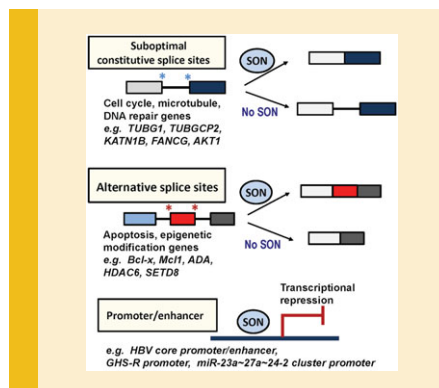 Suboptimal
constitutive splice sites
SON
* *
Cell cycle, microtubule,
DNA repair genes
e.g. TUBG1, TUBGCP2,
KATN1B, FANCG, AKT1
No SON
Alternative splice sites
SON
* *
Apoptosis, epigenetic
modification genes
e.g. Bcl-x, Mcl1, ADA,
HDAC6, SETD8
No SON
Promoter/enhancer
SON
Transcriptional
repression
e.g. HBV core promoter/enhancer,
GHS-R promoter, miR-23a~27a~24-2 cluster promoter